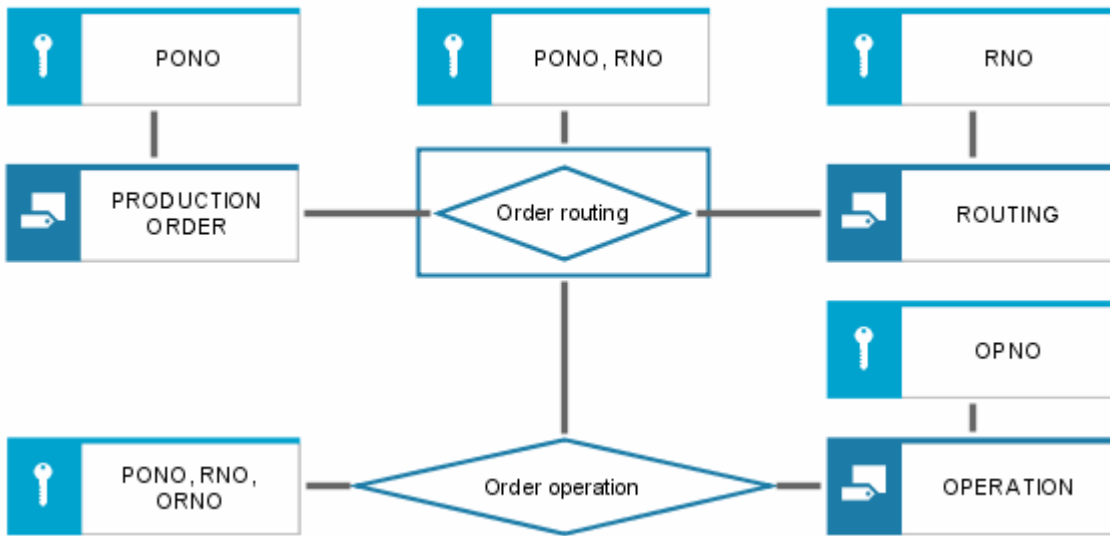 PONO
PONO, RNO
RNO
PRODUCTION
ORDER
Order routing
ROUTING
OPNO
PONO, RNO,
ORNO
Order operation
OPERATION